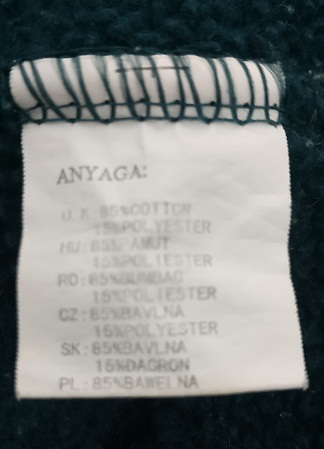 ANYAGA:
U.K:85%COTTON
15%POLYESTER
HU:85%PAMUT
15%POLIESTER
RO:85%BUMBAC
15%POLIESTER
CZ:85%BAVLNA
15%POLYESTER
SK:85%BAVLNA
15%DACRON
PL:85%BAWELNA